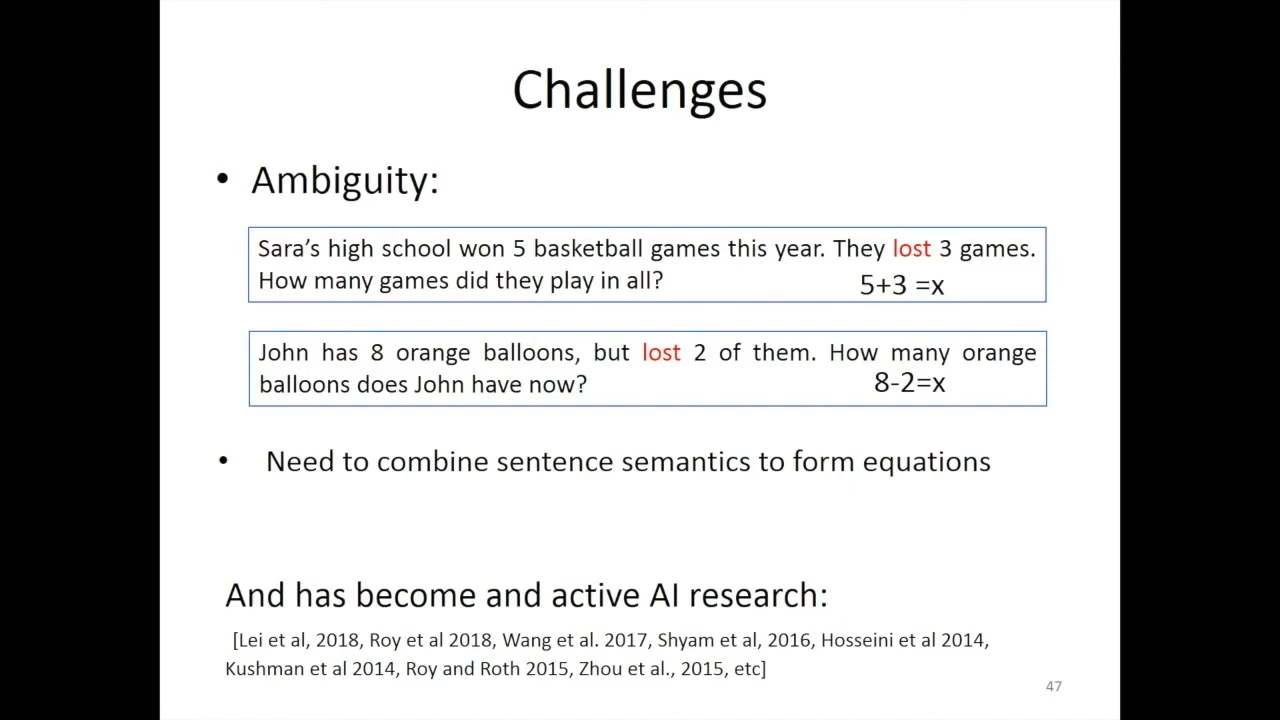 Challenges
• Ambiguity:
Sara's high school won 5 basketball games this year. They lost 3 games.
How many games did they play in all?
5+3 =x
John has 8 orange balloons, but lost 2 of them. How many orange
balloons does John have now?
8-2=x
• Need to combine sentence semantics to form equations
And has become and active AI research:
[Lei et al, 2018, Roy et al 2018, Wang et al. 2017, Shyam et al, 2016, Hosseini et al 2014,
Kushman et al 2014, Roy and Roth 2015, Zhou et al., 2015, etc]
47